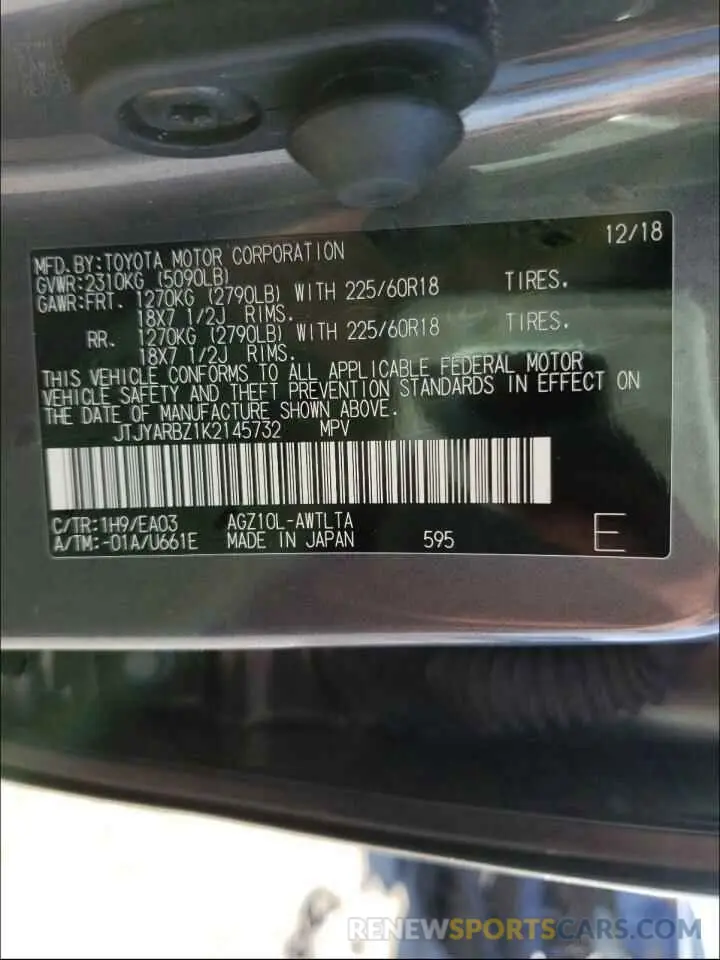 12/18
MFD.BY:TOYOTA MOTOR CORPORATION
GVWR:2310KG (5090LB)
GAWR:FRT. 1270KG (2790LB) WITH 225/60R18 TIRES.
18X7 1/2J RIMS.
RR. 1270KG (2790LB) WITH 225/60R18 TIRES.
18X7 1/2J RIMS.
THIS VEHICLE CONFORMS TO ALL APPLICABLE FEDERAL MOTOR
VEHICLE SAFETY AND THEFT PREVENTION STANDARDS IN EFFECT ON
THE DATE OF MANUFACTURE SHOWN ABOVE.
JTJYARBZ1K2145732 MPV
C/TR:1H9/EA03 AGZ10L-AWTLTA
A/TM:-01A/U661E MADE IN JAPAN 595 E
RENEWSPORTSCARS.COM